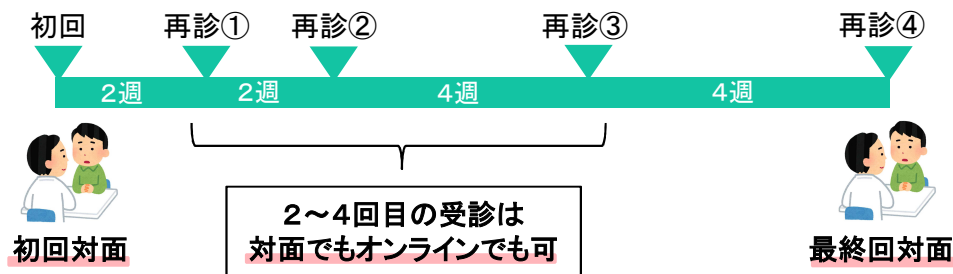 初回 再診① 再診② 再診③ 再診④
2週 2週 4週 4週
初回対面
2～4回目の受診は
対面でもオンラインでも可
最終回対面